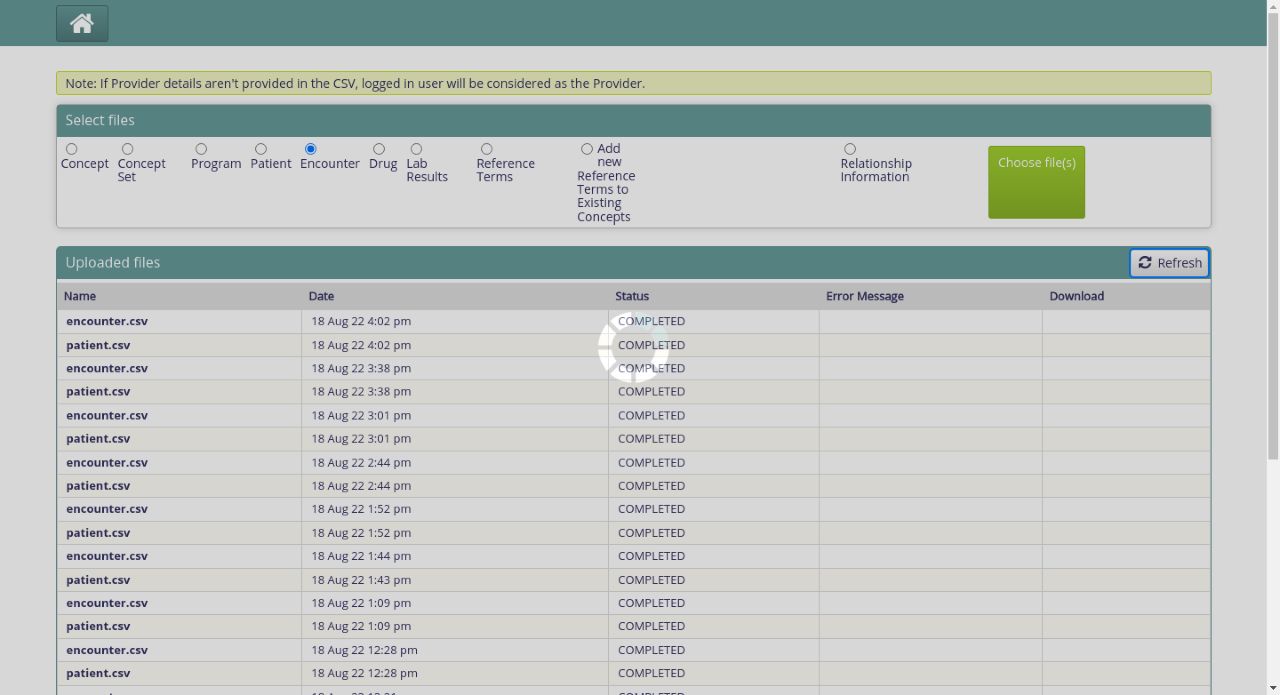 Note: If Provider details aren't provided in the CSV, logged in user will be considered as the Provider.
Select files
Concept
Concept
Set
Program
Patient
Encounter
Drug
Lab
Results
Reference
Terms
Add
new
Reference
Terms to
Existing
Concepts
Relationship
Information
Choose file(s)
Uploaded files
Refresh
Name Date Status Error Message Download
encounter.csv 18 Aug 22 4:02 pm COMPLETED
patient.csv 18 Aug 22 4:02 pm COMPLETED
encounter.csv 18 Aug 22 3:38 pm COMPLETED
patient.csv 18 Aug 22 3:38 pm COMPLETED
encounter.csv 18 Aug 22 3:01 pm COMPLETED
patient.csv 18 Aug 22 3:01 pm COMPLETED
encounter.csv 18 Aug 22 2:44 pm COMPLETED
patient.csv 18 Aug 22 2:44 pm COMPLETED
encounter.csv 18 Aug 22 1:52 pm COMPLETED
patient.csv 18 Aug 22 1:52 pm COMPLETED
encounter.csv 18 Aug 22 1:44 pm COMPLETED
patient.csv 18 Aug 22 1:43 pm COMPLETED
encounter.csv 18 Aug 22 1:09 pm COMPLETED
patient.csv 18 Aug 22 1:09 pm COMPLETED
encounter.csv 18 Aug 22 12:28 pm COMPLETED
patient.csv 18 Aug 22 12:28 pm COMPLETED